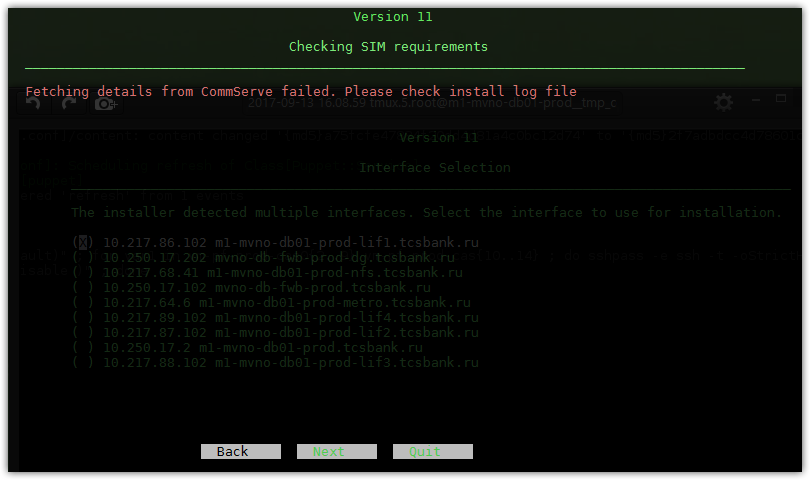 Version 11
Checking SIM requirements
Fetching details from CommServe failed. Please check install log file
2017-09-13 16.08.59 tmux.5.root@m1-mvno-db01-prod__tmp_c
Version 11
Interface Selection
The installer detected multiple interfaces. Select the interface to use for installation.
(X) 10.217.86.102 m1-mvno-db01-prod-lif1.tcsbank.ru
( ) 10.250.17.202 mvno-db-fwb-prod-dg.tcsbank.ru
( ) 10.217.68.41 m1-mvno-db01-prod-nfs.tcsbank.ru
( ) 10.250.17.102 mvno-db-fwb-prod.tcsbank.ru
( ) 10.217.64.6 m1-mvno-db01-prod-metro.tcsbank.ru
( ) 10.217.89.102 m1-mvno-db01-prod-lif4.tcsbank.ru
( ) 10.217.87.102 m1-mvno-db01-prod-lif2.tcsbank.ru
( ) 10.250.17.2 m1-mvno-db01-prod.tcsbank.ru
( ) 10.217.88.102 m1-mvno-db01-prod-lif3.tcsbank.ru
Back Next Quit